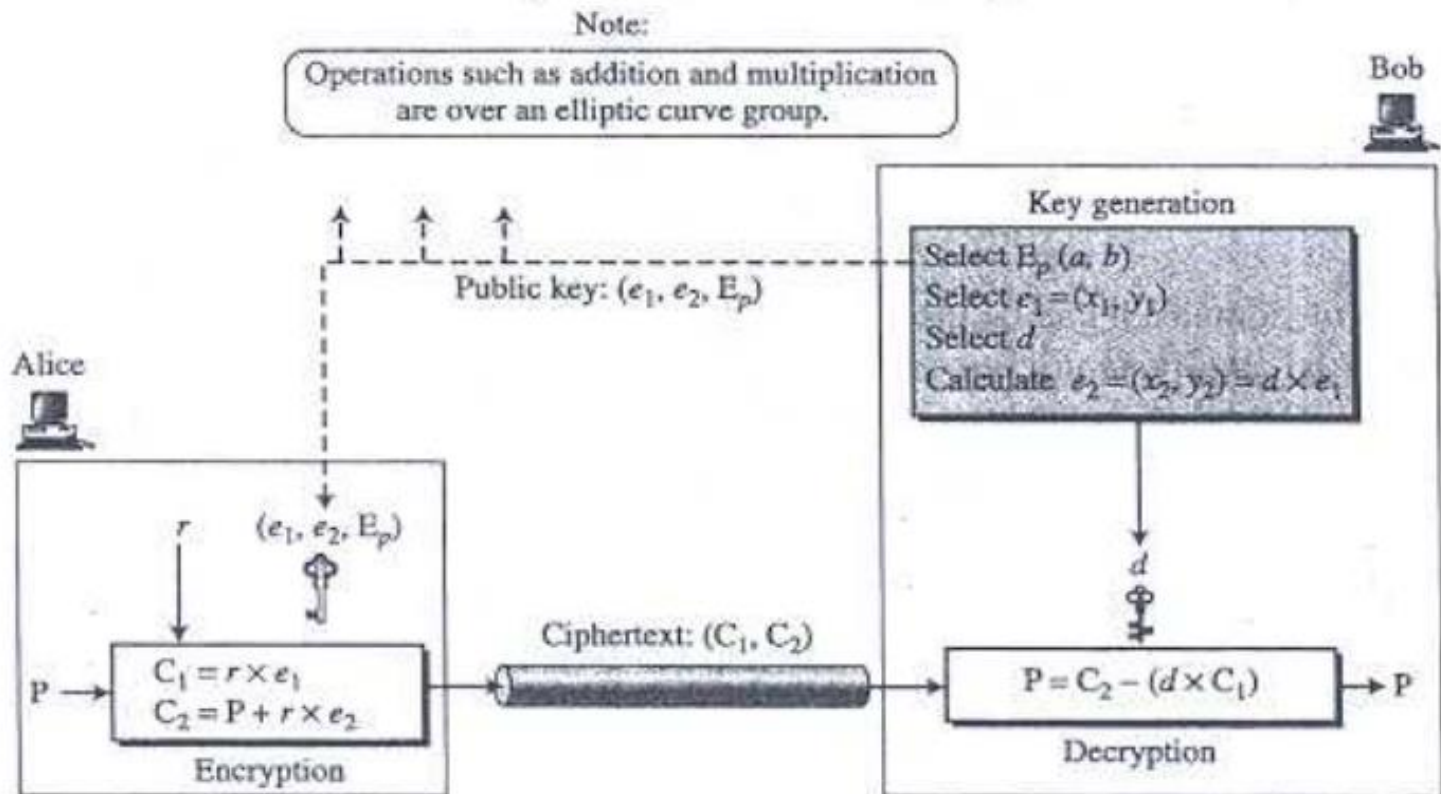 Note:
Operations such as addition and multiplication
are over an elliptic curve group.
Bob
Key generation
Select E_p (a, b)
Select e_1 = (x_1, y_1)
Select d
Calculate e_2 = (x_2, y_2) = d × e_1
Public key: (e_1, e_2, E_p)
Alice
r
(e_1, e_2, E_p)
d
Ciphertext: (C_1, C_2)
P
C_1 = r × e_1
C_2 = P + r × e_2
Encryption
P = C_2 – (d × C_1)
P
Decryption